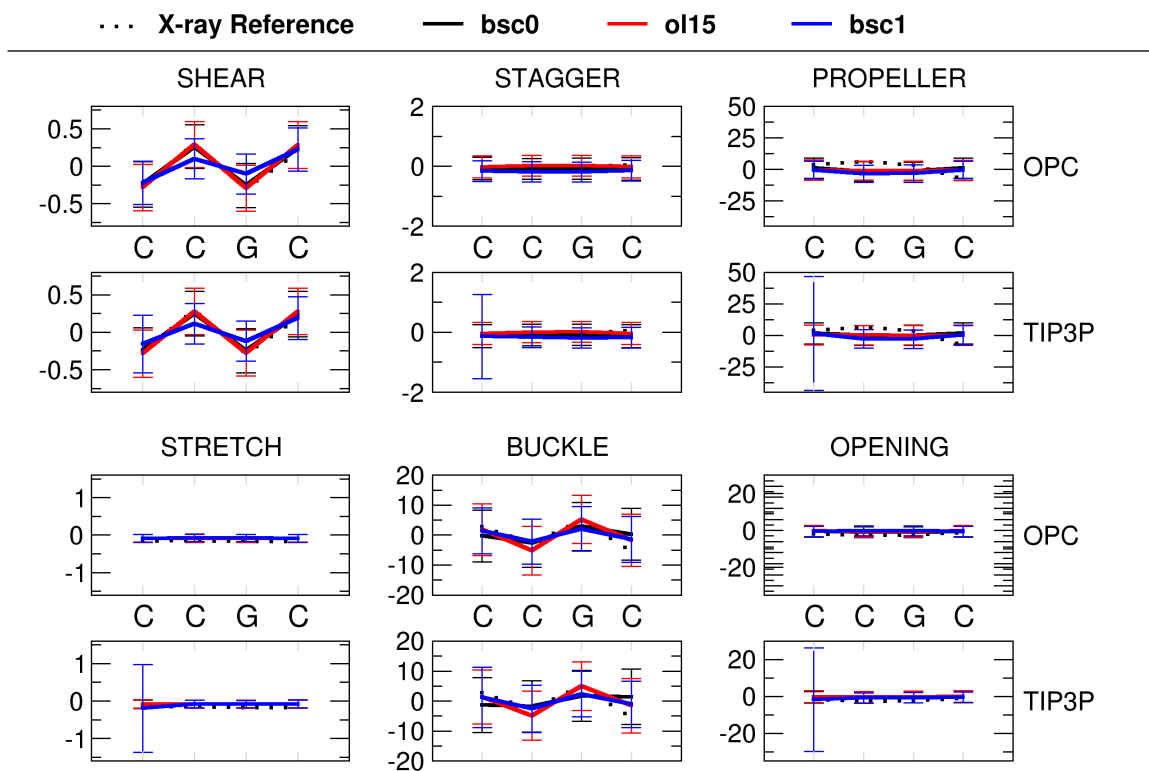 X-ray Reference bsc0 ol15 bsc1
SHEAR STAGGER PROPELLER
0.5 0 -0.5
2 0 -2
50 25 0 -25
OPC
C C G C C C G C C C G C
0.5 0 -0.5
2 0 -2
50 25 0 -25
TIP3P
STRETCH BUCKLE OPENING
1 0 -1
20 10 0 -10 -20
20 0 -20
OPC
C C G C C C G C C C G C
1 0 -1
20 10 0 -10 -20
20 0 -20
TIP3P